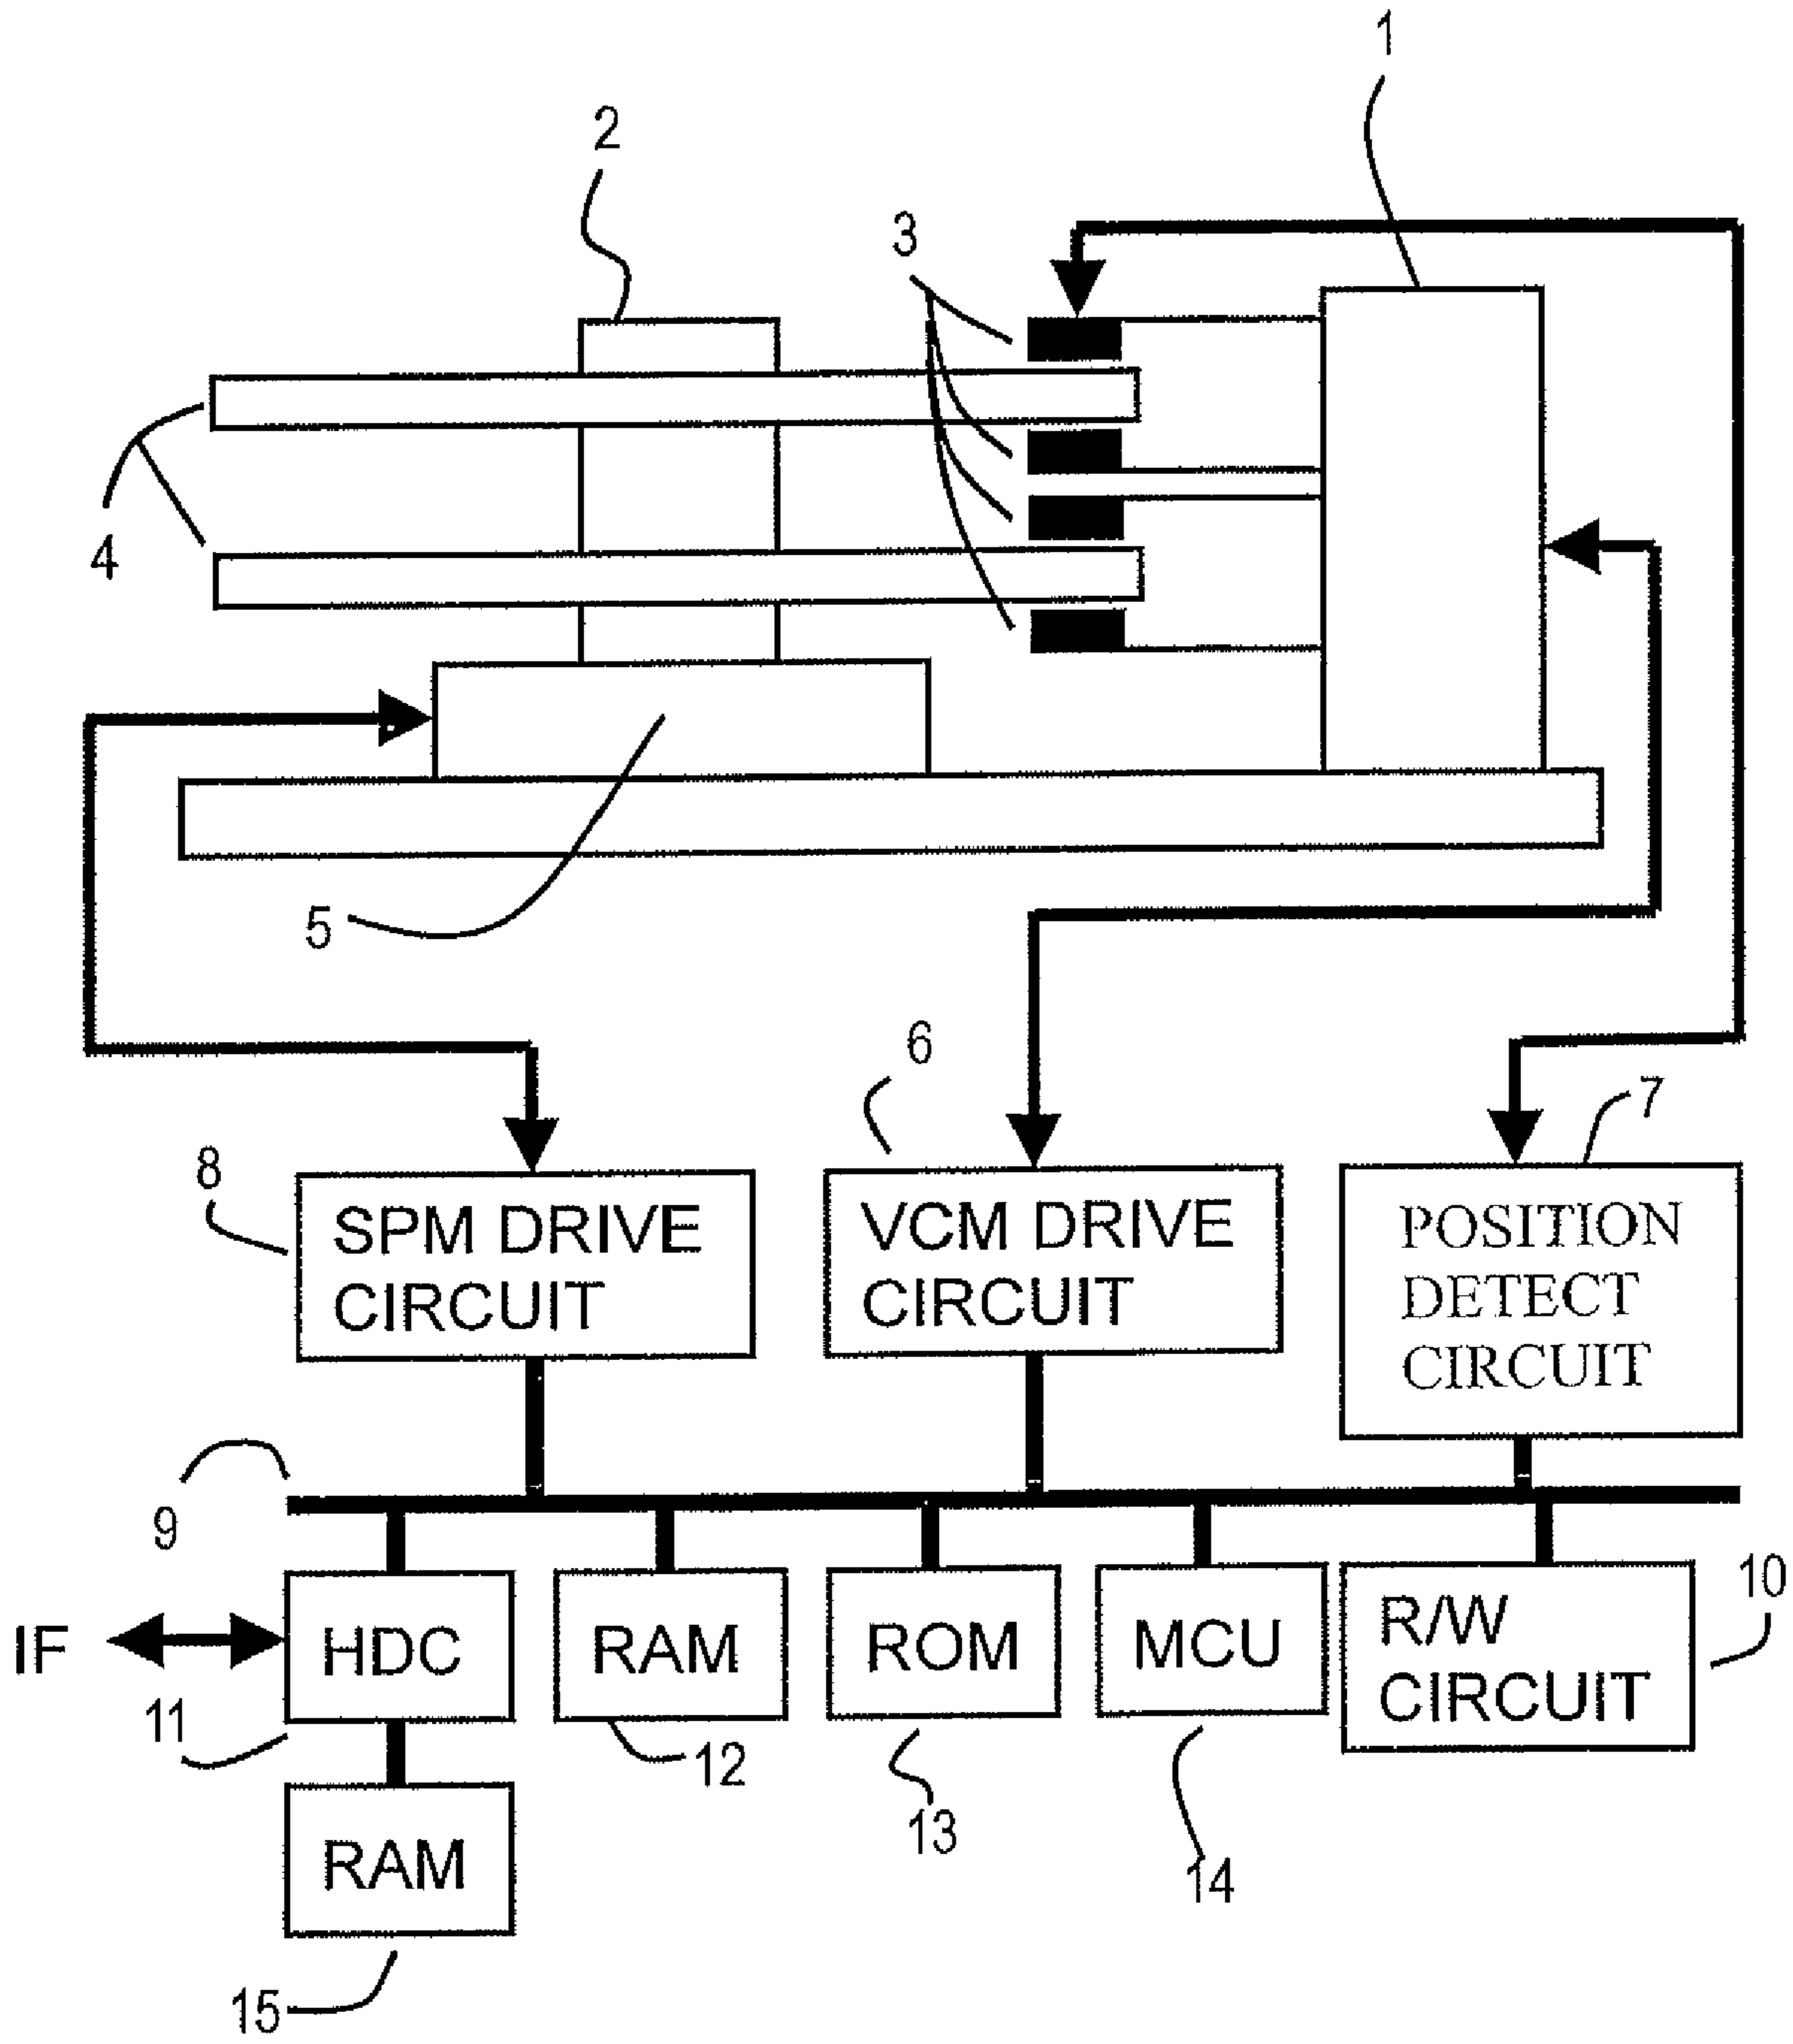 1
2
3
4
5
6
7
8
SPM DRIVE
CIRCUIT
VCM DRIVE
CIRCUIT
POSITION
DETECT
CIRCUIT
9
IF
HDC
RAM
ROM
MCU
R/W
CIRCUIT
10
11
12
13
14
RAM
15